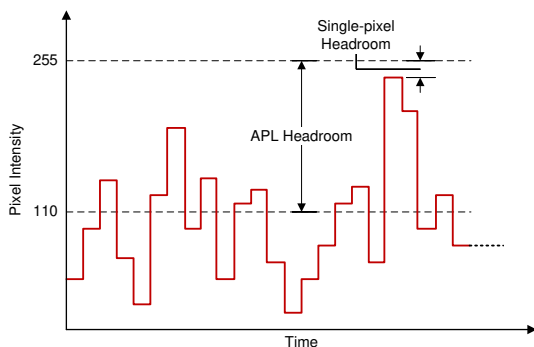 Single-pixel
Headroom
255
APL Headroom
Pixel Intensity
110
Time